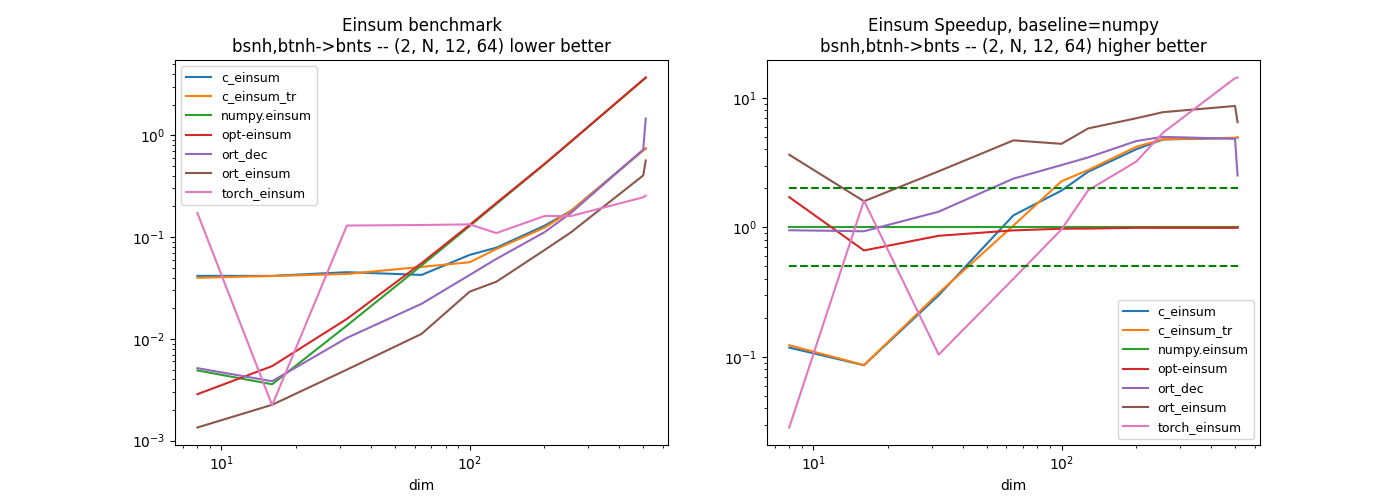 Einsum benchmark
bsnh,btnh->bnts -- (2, N, 12, 64) lower better
c_einsum
c_einsum_tr
numpy.einsum
opt-einsum
ort_dec
ort_einsum
torch_einsum
10⁰
10⁻¹
10⁻²
10⁻³
10¹
10²
dim
Einsum Speedup, baseline=numpy
bsnh,btnh->bnts -- (2, N, 12, 64) higher better
10¹
10⁰
10⁻¹
c_einsum
c_einsum_tr
numpy.einsum
opt-einsum
ort_dec
ort_einsum
torch_einsum
10¹
10²
dim